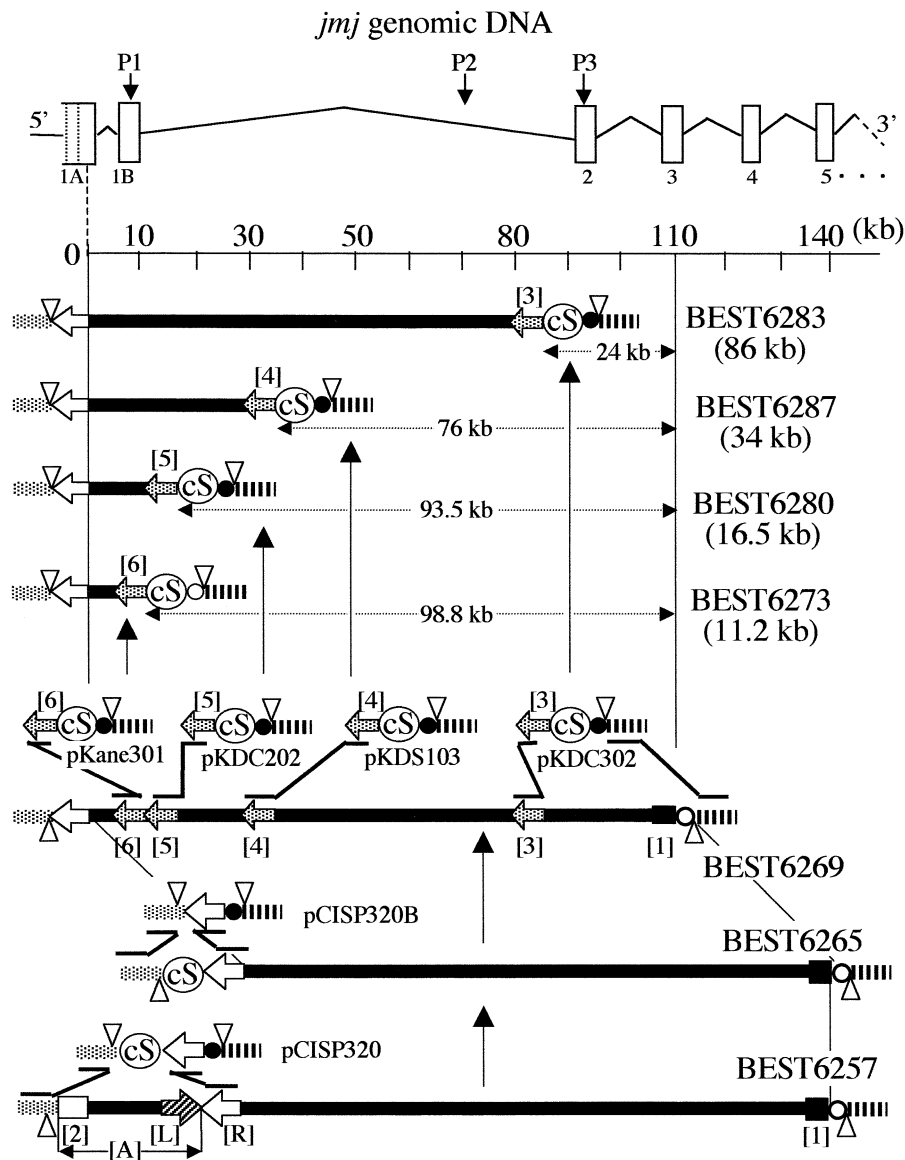 jmj genomic DNA
P1 P2 P3
5’ 3’
1A 1B 2 3 4 5 . . .
0 10 30 50 80 110 140 (kb)
[3]
cS
BEST6283
24 kb
(86 kb)
[4]
cS
BEST6287
76 kb
(34 kb)
[5]
cS
BEST6280
93.5 kb
(16.5 kb)
[6]
cS
BEST6273
98.8 kb
(11.2 kb)
[6] [5] [4] [3]
cS cS cS cS
pKane301 pKDC202 pKDS103 pKDC302
[6] [5] [4] [3] [1]
BEST6269
pCISP320B
BEST6265
cS
cS
pCISP320
BEST6257
[2] [L] [R] [1]
[A]